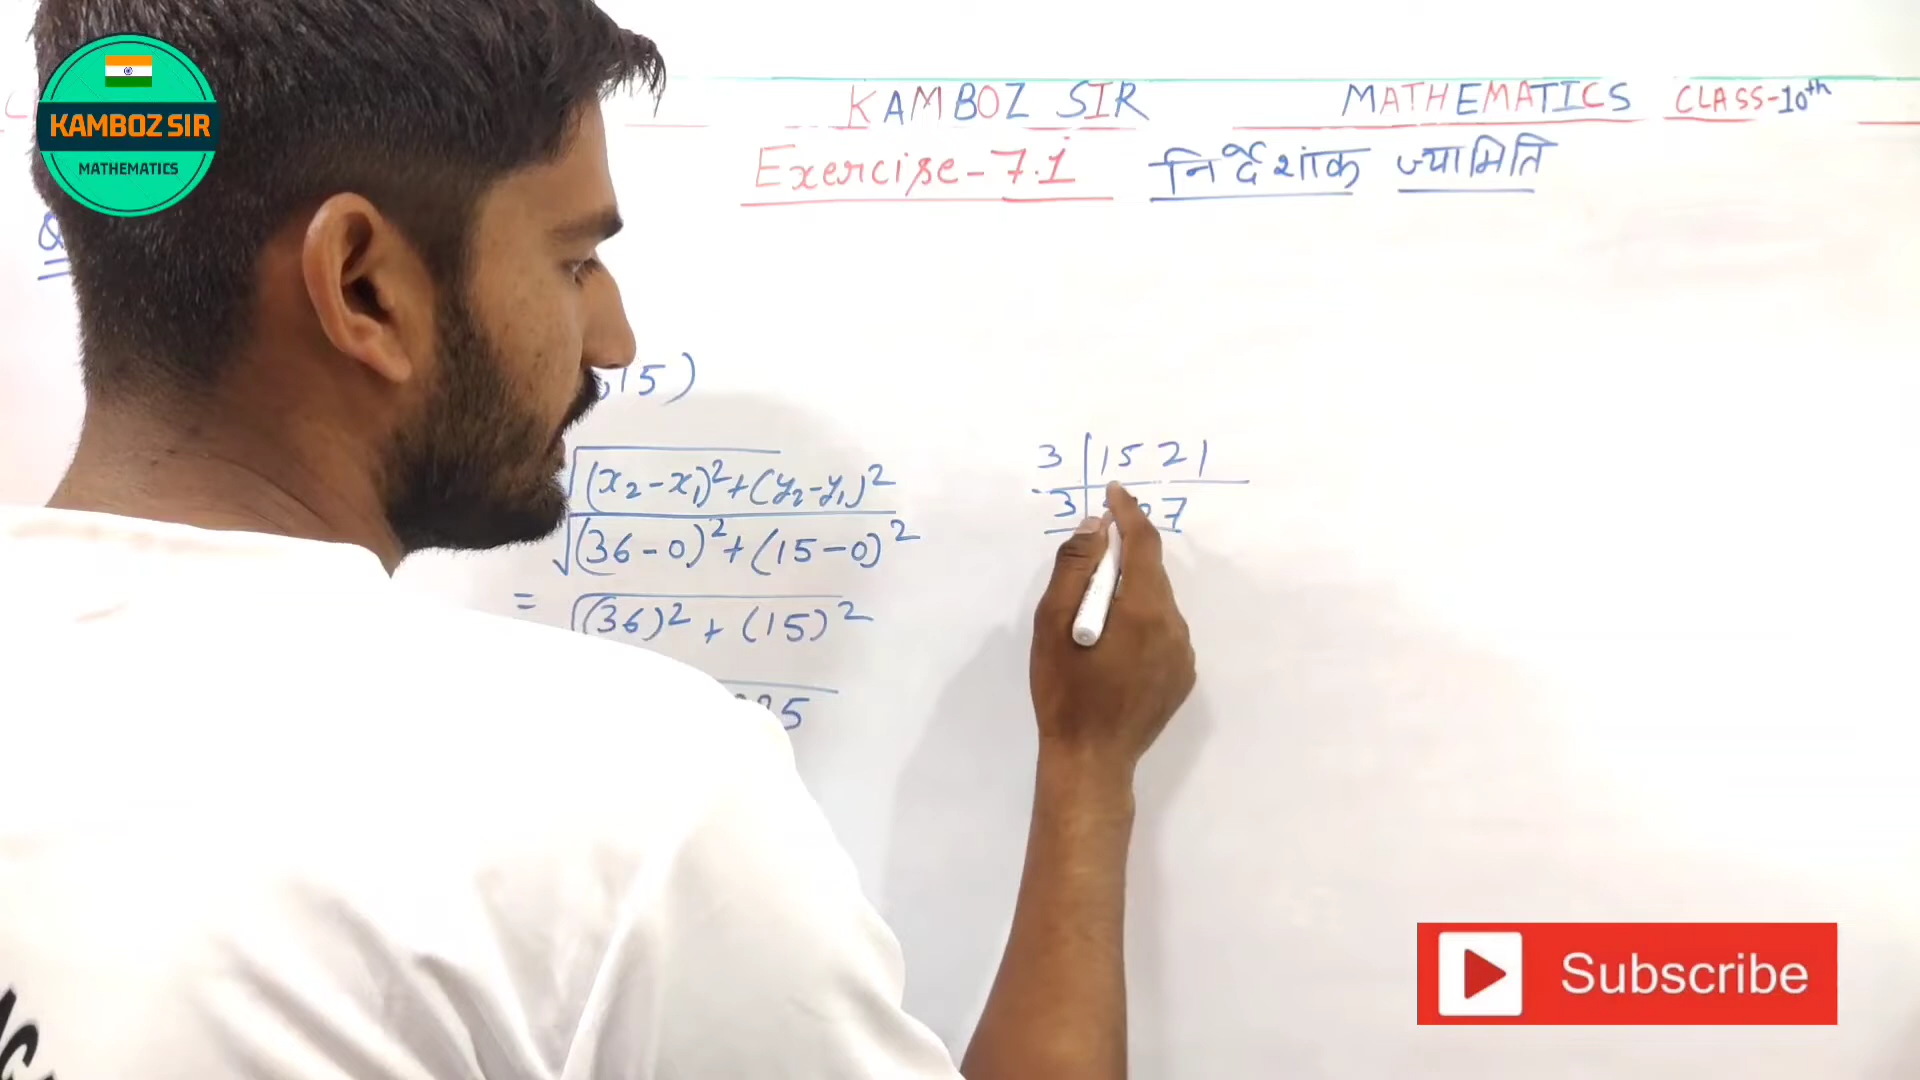 KAMBOZ SIR
MATHEMATICS
KAMBOZ SIR MATHEMATICS CLASS-10th
Exercise-7.1 निर्देशांक ज्यामिति
,15)
√(x₂-x₁)²+(y₂-y₁)²
√(36-0)²+(15-0)²
= √(36)²+(15)²
3 | 1521
3 | 7
Subscribe